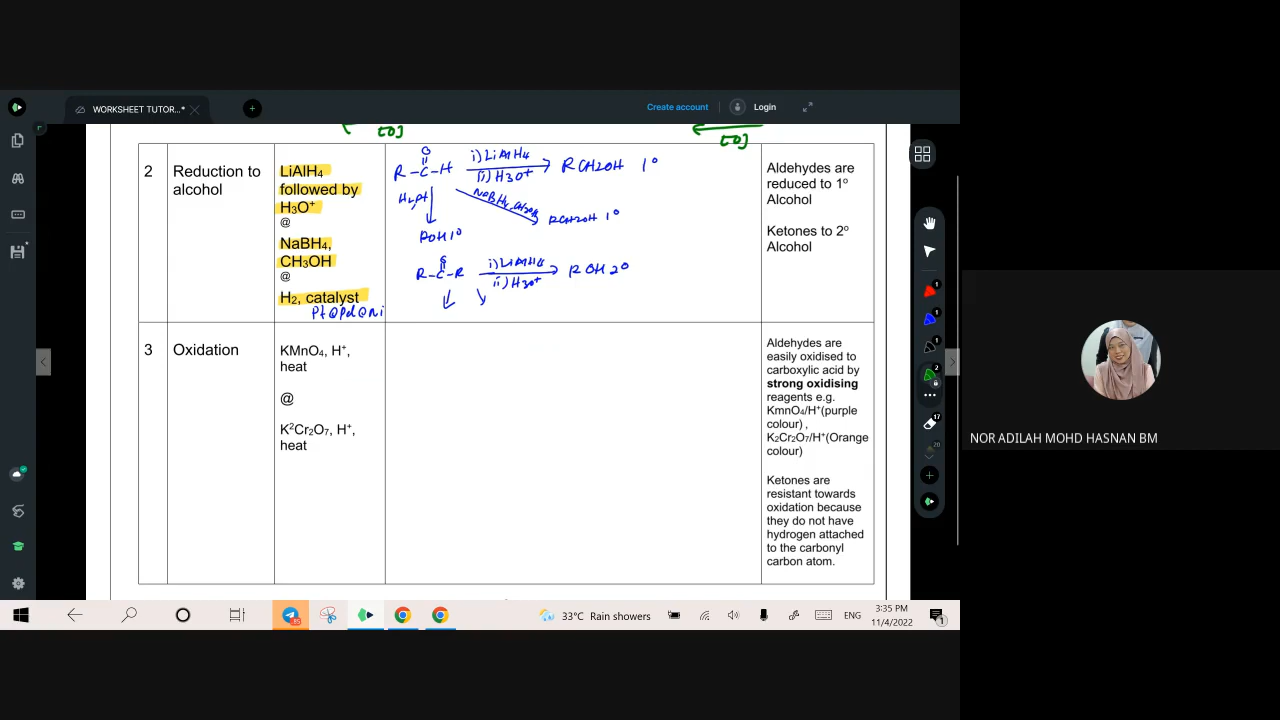 WORKSHEET TUTOR...*
Create account
Login
[O]
[O]
2
Reduction to
alcohol
LiAlH4
followed by
H3O+
@
NaBH4,
CH3OH
@
H2, catalyst
Pt@Pd@Ni
O
R-C-H
i) LiAlH4
ii) H3O+
RCH2OH 1°
H2, Pt
NaBH4, CH3OH
RCH2OH 1°
ROH 1°
O
R-C-R
i) LiAlH4
ii) H3O+
ROH 2°
Aldehydes are
reduced to 1°
Alcohol
Ketones to 2°
Alcohol
3
Oxidation
KMnO4, H+,
heat
@
K2Cr2O7, H+,
heat
Aldehydes are
easily oxidised to
carboxylic acid by
strong oxidising
reagents e.g.
KmnO4/H+(purple
colour) ,
K2Cr2O7/H+(Orange
colour)
Ketones are
resistant towards
oxidation because
they do not have
hydrogen attached
to the carbonyl
carbon atom.
NOR ADILAH MOHD HASNAN BM
33°C Rain showers
ENG
3:35 PM
11/4/2022